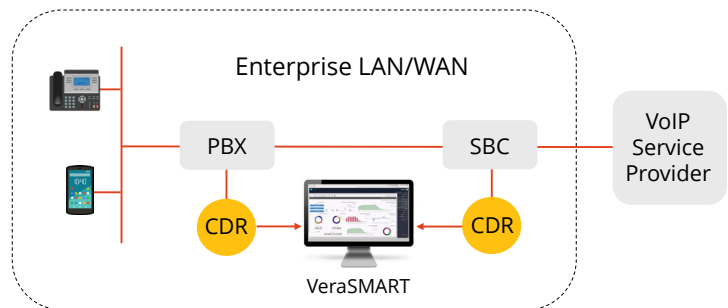 Enterprise LAN/WAN
PBX
SBC
VoIP
Service
Provider
CDR
CDR
VeraSMART